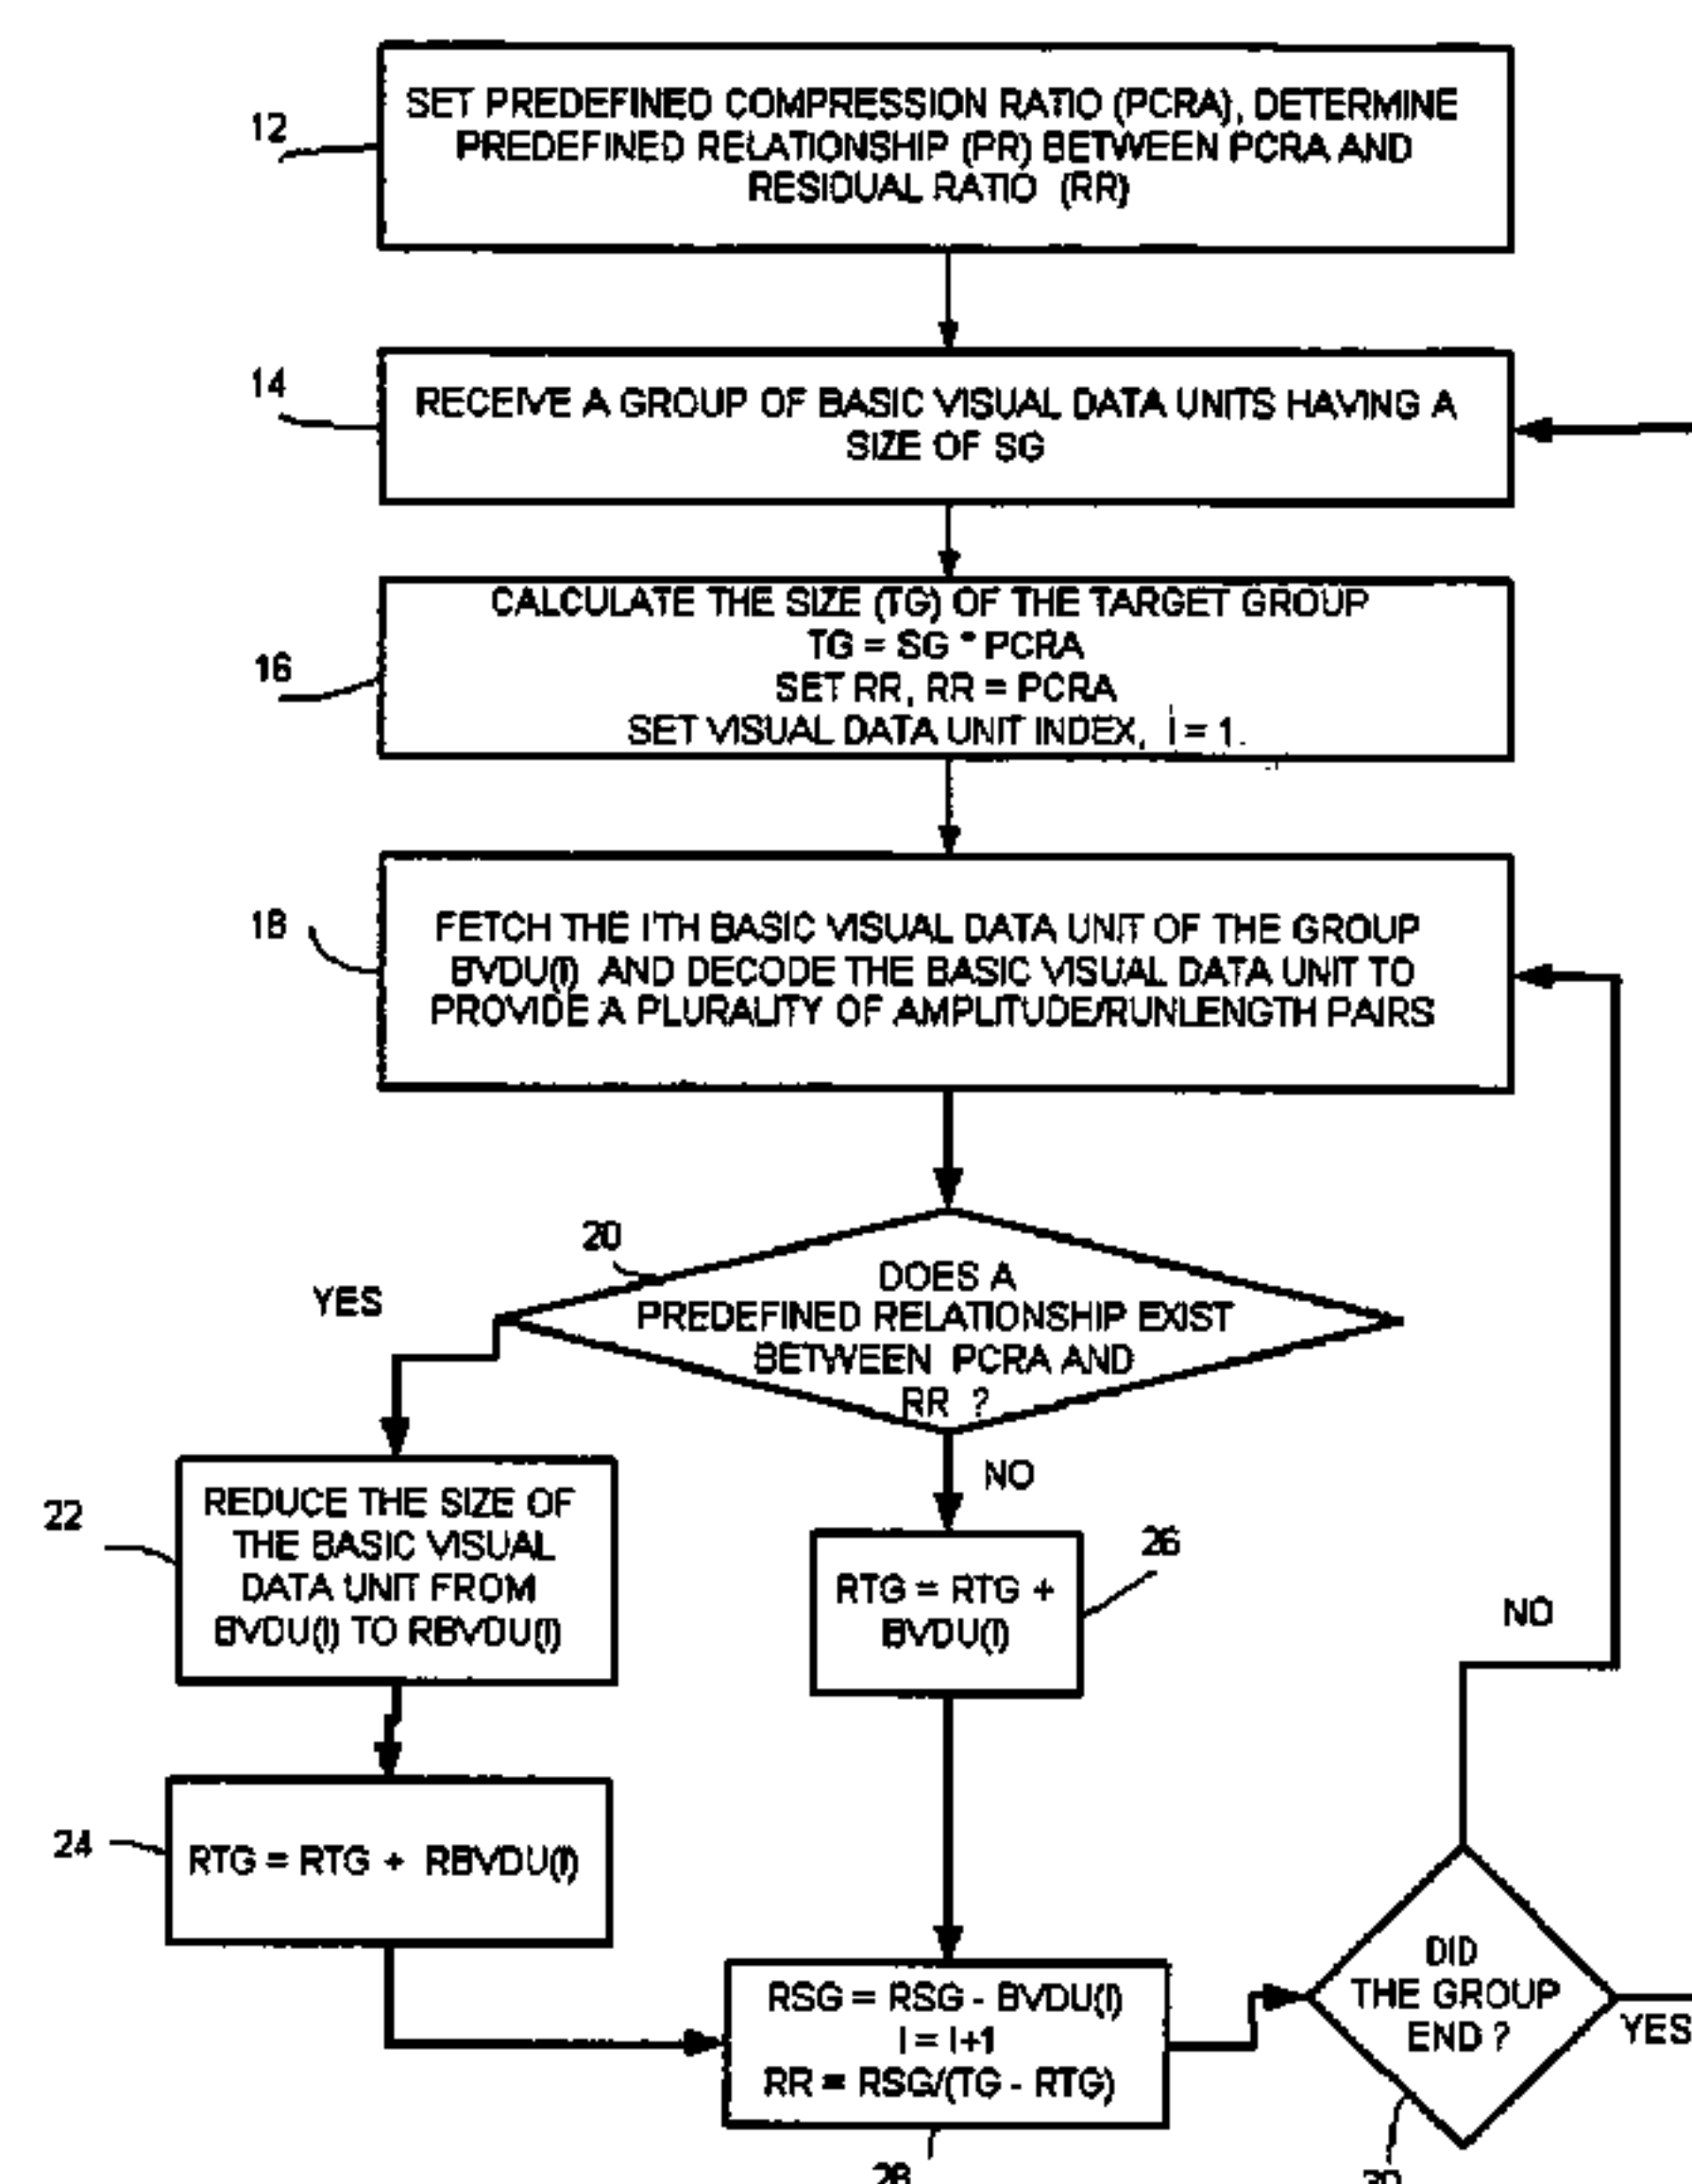 12
SET PREDEFINED COMPRESSION RATIO (PCRA), DETERMINE
PREDEFINED RELATIONSHIP (PR) BETWEEN PCRA AND
RESIDUAL RATIO (RR)
14
RECEIVE A GROUP OF BASIC VISUAL DATA UNITS HAVING A
SIZE OF SG
16
CALCULATE THE SIZE (TG) OF THE TARGET GROUP
TG = SG * PCRA
SET RR, RR = PCRA
SET VISUAL DATA UNIT INDEX, I = 1.
18
FETCH THE I'TH BASIC VISUAL DATA UNIT OF THE GROUP
BVDU(I) AND DECODE THE BASIC VISUAL DATA UNIT TO
PROVIDE A PLURALITY OF AMPLITUDE/RUNLENGTH PAIRS
20
YES
DOES A
PREDEFINED RELATIONSHIP EXIST
BETWEEN PCRA AND
RR ?
NO
22
REDUCE THE SIZE OF
THE BASIC VISUAL
DATA UNIT FROM
BVDU(I) TO RBVDU(I)
26
RTG = RTG +
BVDU(I)
NO
24
RTG = RTG + RBVDU(I)
RSG = RSG - BVDU(I)
I = I+1
RR = RSG/(TG - RTG)
28
DID
THE GROUP
END ?
YES
30